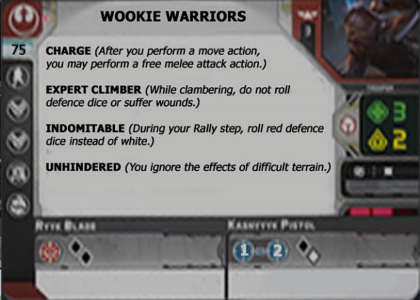 WOOKIE WARRIORS
75
CHARGE (After you perform a move action,
you may perform a free melee attack action.)
EXPERT CLIMBER (While clambering, do not roll
defence dice or suffer wounds.)
INDOMITABLE (During your Rally step, roll red defence
dice instead of white.)
UNHINDERED (You ignore the effects of difficult terrain.)
TROOPER
3
2
RYYK BLADE
KASHYYYK PISTOL
1 2